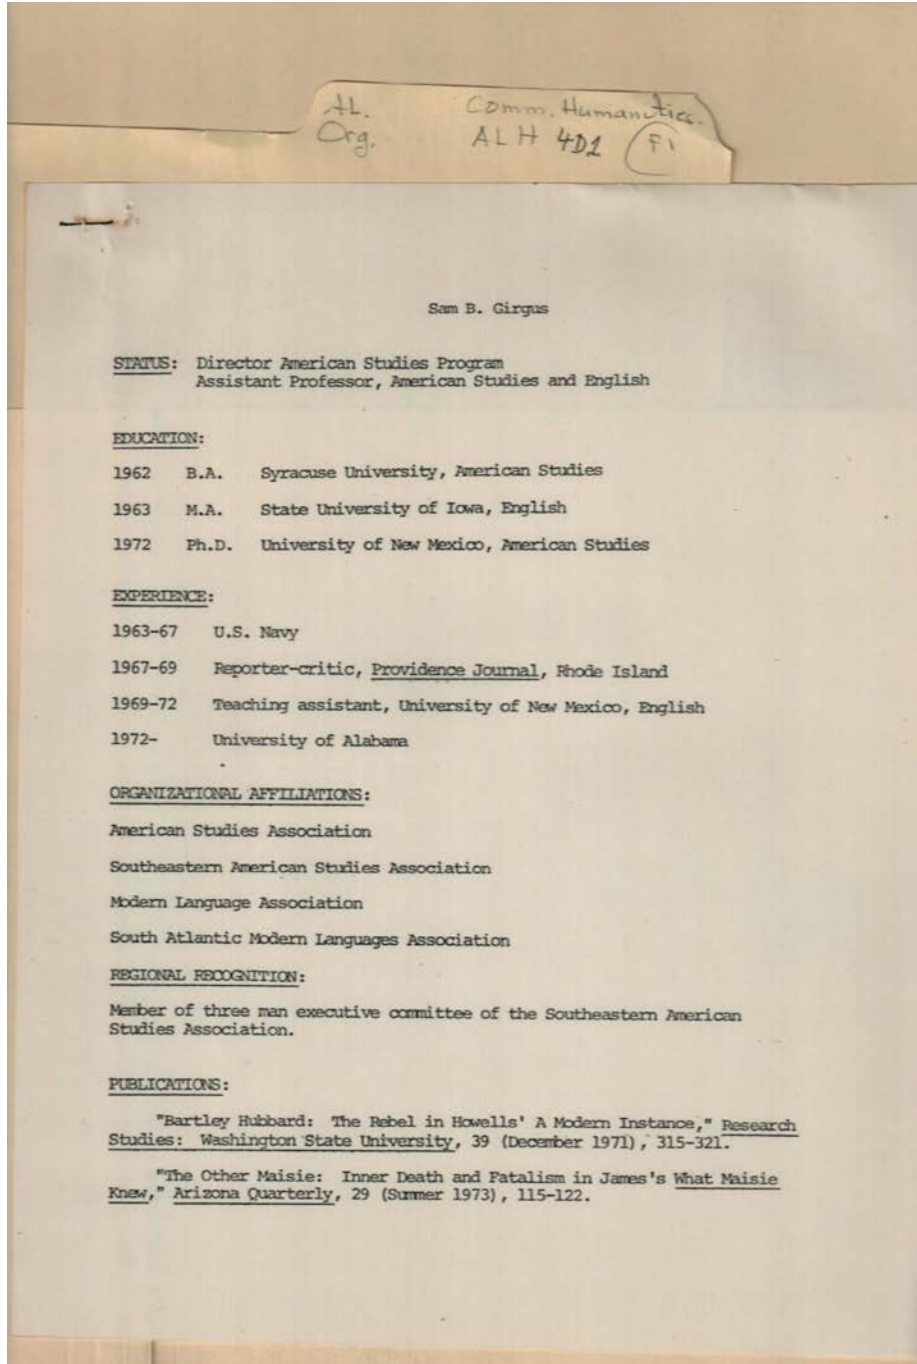 AL. Comm. Humanities.
Org. ALH 4D1 F1
Sam B. Girgus
STATUS: Director American Studies Program
Assistant Professor, American Studies and English
EDUCATION:
1962 B.A. Syracuse University, American Studies
1963 M.A. State University of Iowa, English
1972 Ph.D. University of New Mexico, American Studies
EXPERIENCE:
1963-67 U.S. Navy
1967-69 Reporter-critic, Providence Journal, Rhode Island
1969-72 Teaching assistant, University of New Mexico, English
1972- University of Alabama
ORGANIZATIONAL AFFILIATIONS:
American Studies Association
Southeastern American Studies Association
Modern Language Association
South Atlantic Modern Languages Association
REGIONAL RECOGNITION:
Member of three man executive committee of the Southeastern American
Studies Association.
PUBLICATIONS:
"Bartley Hubbard: The Rebel in Howells' A Modern Instance," Research
Studies: Washington State University, 39 (December 1971), 315-321.
"The Other Maisie: Inner Death and Fatalism in James's What Maisie
Knew," Arizona Quarterly, 29 (Summer 1973), 115-122.